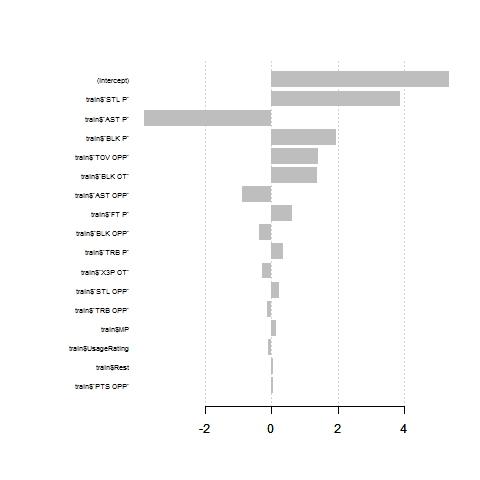 (Intercept)
train$`STL P`
train$`AST P`
train$`BLK P`
train$`TOV OPP`
train$`BLK OT`
train$`AST OPP`
train$`FT P`
train$`BLK OPP`
train$`TRB P`
train$`X3P OT`
train$`STL OPP`
train$`TRB OPP`
train$MP
train$UsageRating
train$Rest
train$`PTS OPP`
-2 0 2 4